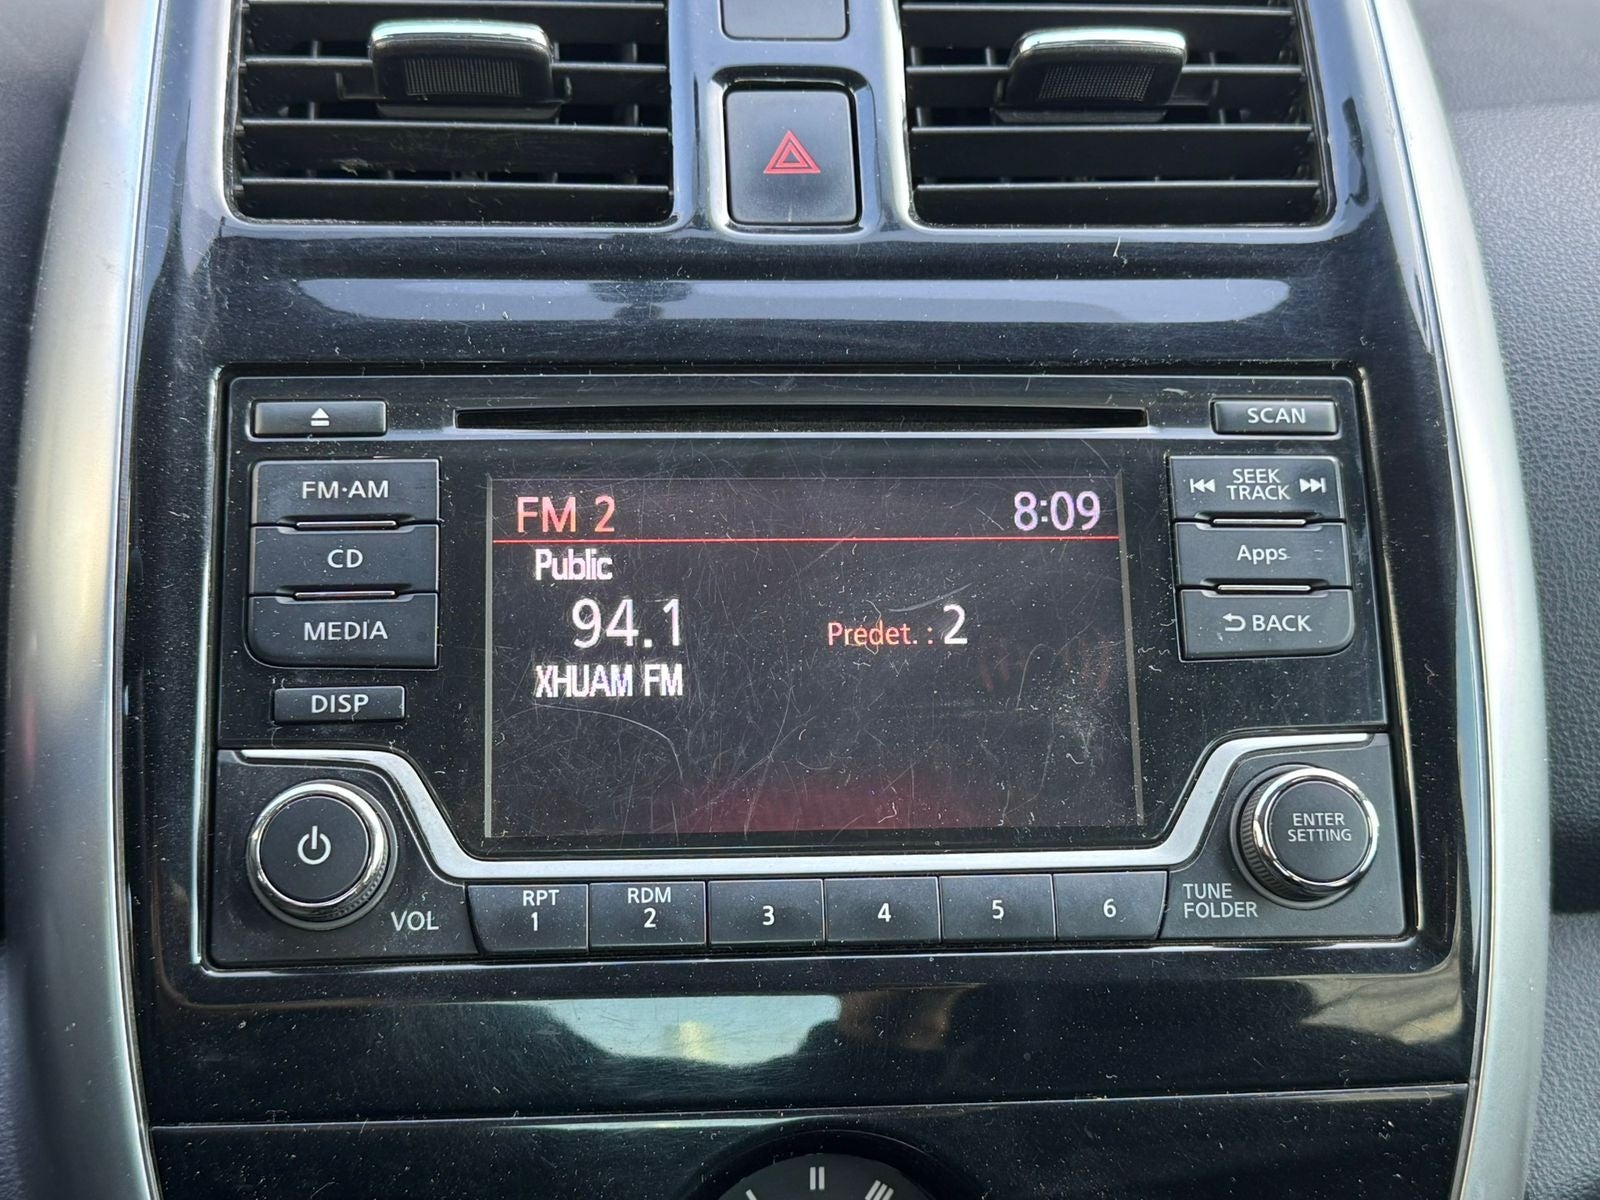 SCAN
FM·AM
SEEK
TRACK
FM 2 8:09
CD
Public
Apps
94.1 Predet. : 2
MEDIA
BACK
XHUAM FM
DISP
ENTER
SETTING
VOL
RPT
1
RDM
2
3
4
5
6
TUNE
FOLDER